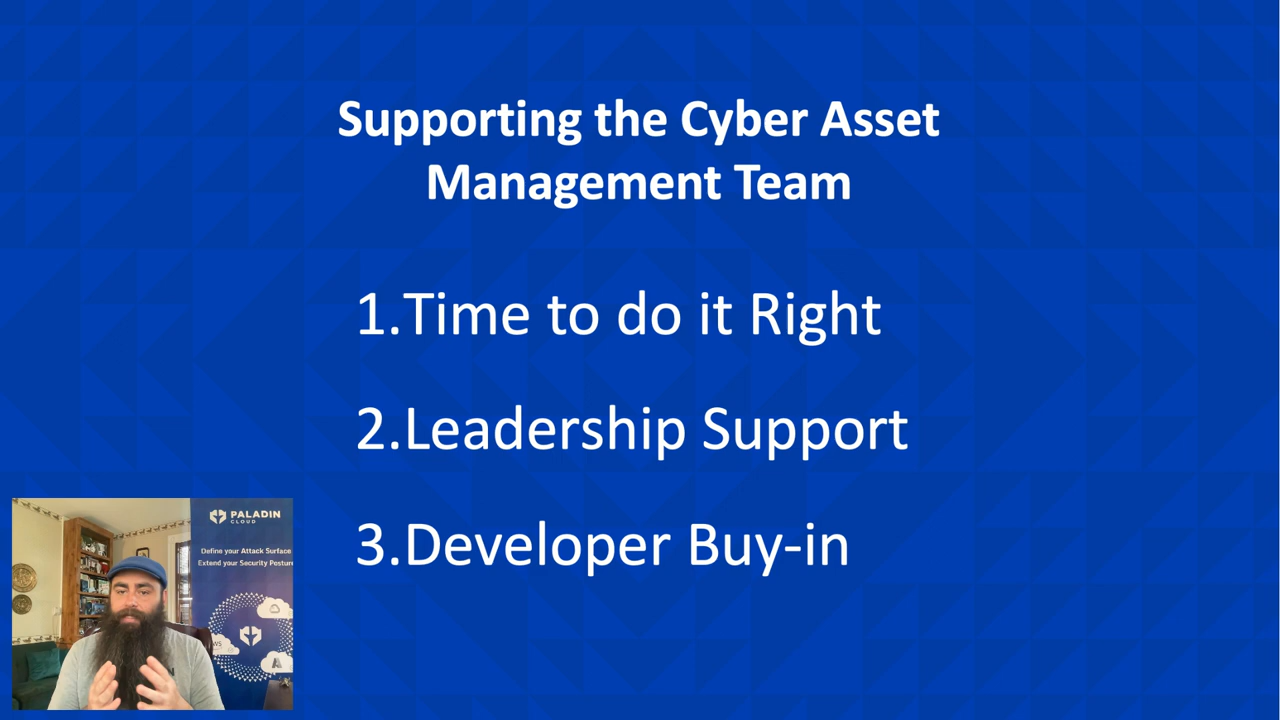 Supporting the Cyber Asset
Management Team
1.Time to do it Right
2.Leadership Support
3.Developer Buy-in
PALADIN
CLOUD
Define your Attack Surface
Extend your Security Posture